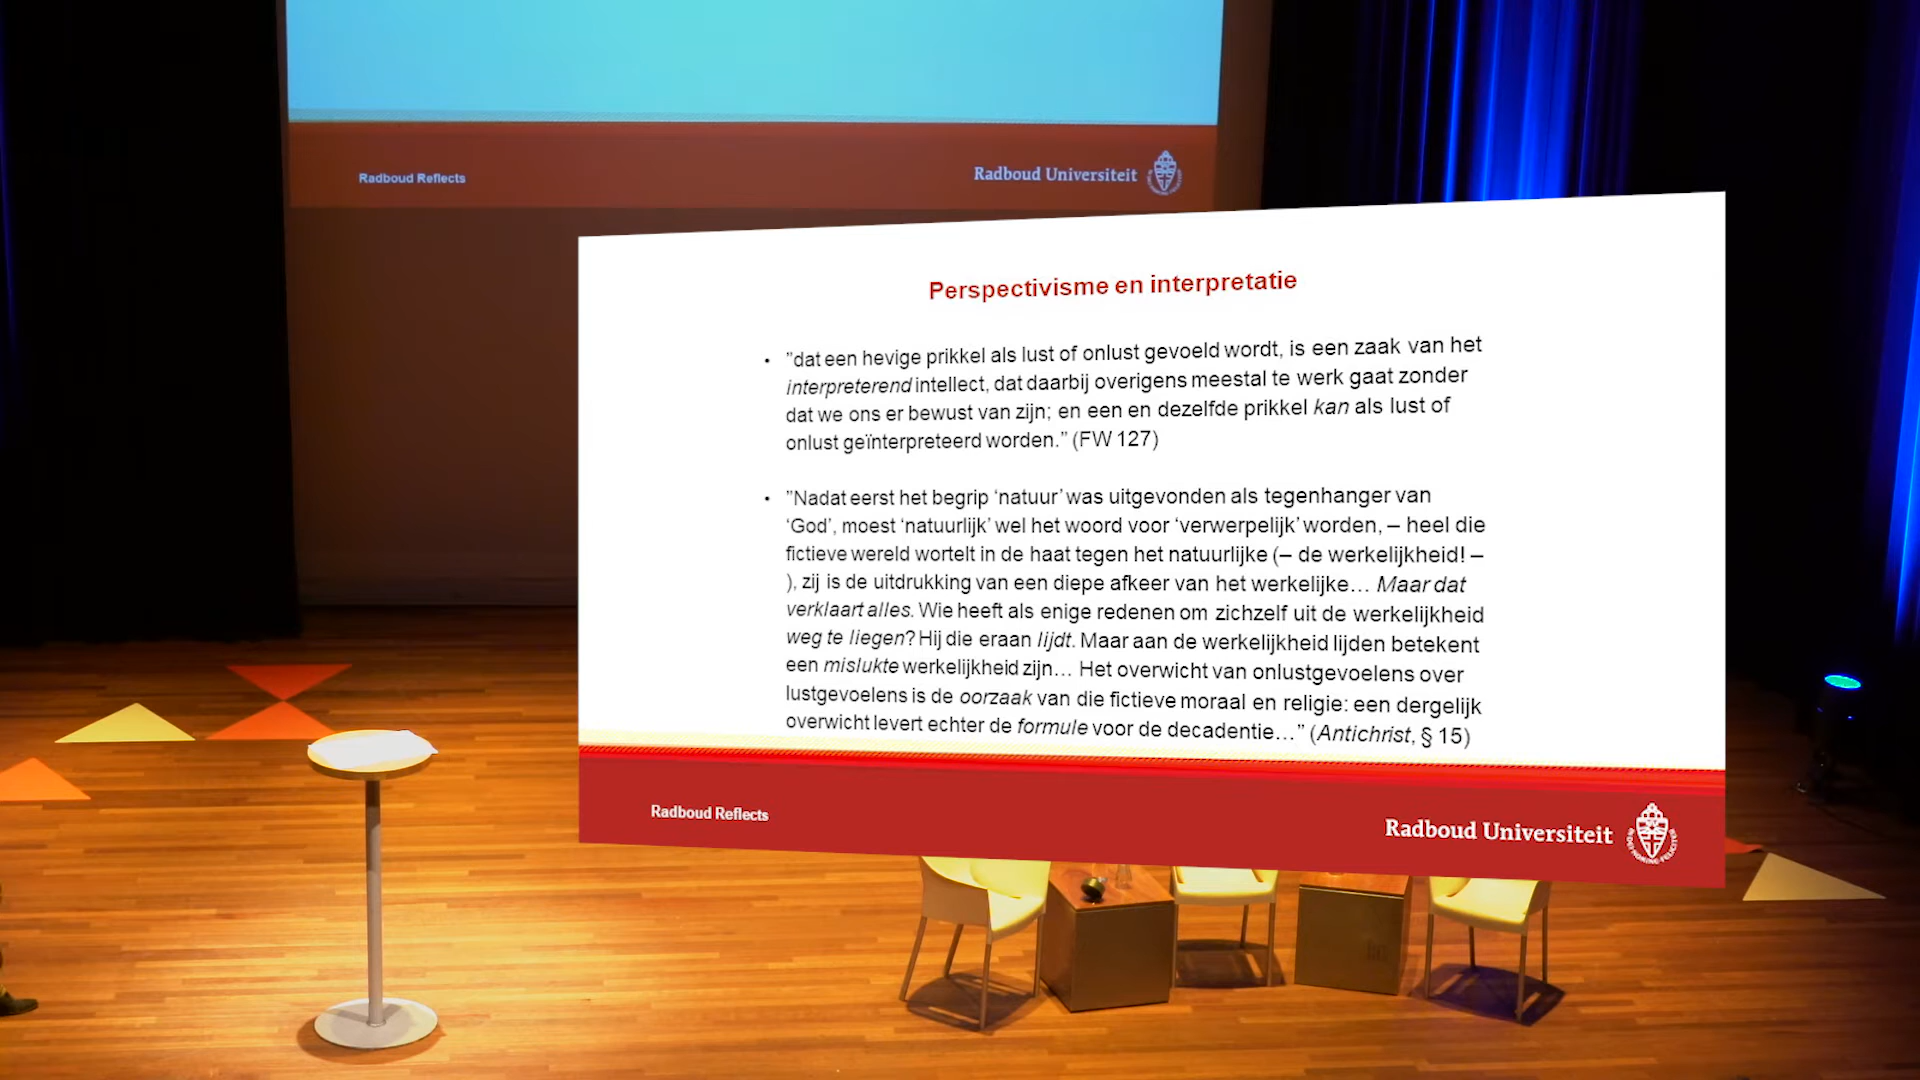 Radboud Reflects
Radboud Universiteit
Perspectivisme en interpretatie
• ”dat een hevige prikkel als lust of onlust gevoeld wordt, is een zaak van het
interpreterend intellect, dat daarbij overigens meestal te werk gaat zonder
dat we ons er bewust van zijn; en een en dezelfde prikkel kan als lust of
onlust geïnterpreteerd worden.” (FW 127)
• ”Nadat eerst het begrip ‘natuur’ was uitgevonden als tegenhanger van
‘God’, moest ‘natuurlijk’ wel het woord voor ‘verwerpelijk’ worden, – heel die
fictieve wereld wortelt in de haat tegen het natuurlijke (– de werkelijkheid! –
), zij is de uitdrukking van een diepe afkeer van het werkelijke… Maar dat
verklaart alles. Wie heeft als enige redenen om zichzelf uit de werkelijkheid
weg te liegen? Hij die eraan lijdt. Maar aan de werkelijkheid lijden betekent
een mislukte werkelijkheid zijn… Het overwicht van onlustgevoelens over
lustgevoelens is de oorzaak van die fictieve moraal en religie: een dergelijk
overwicht levert echter de formule voor de decadentie…” (Antichrist, § 15)
Radboud Reflects
Radboud Universiteit